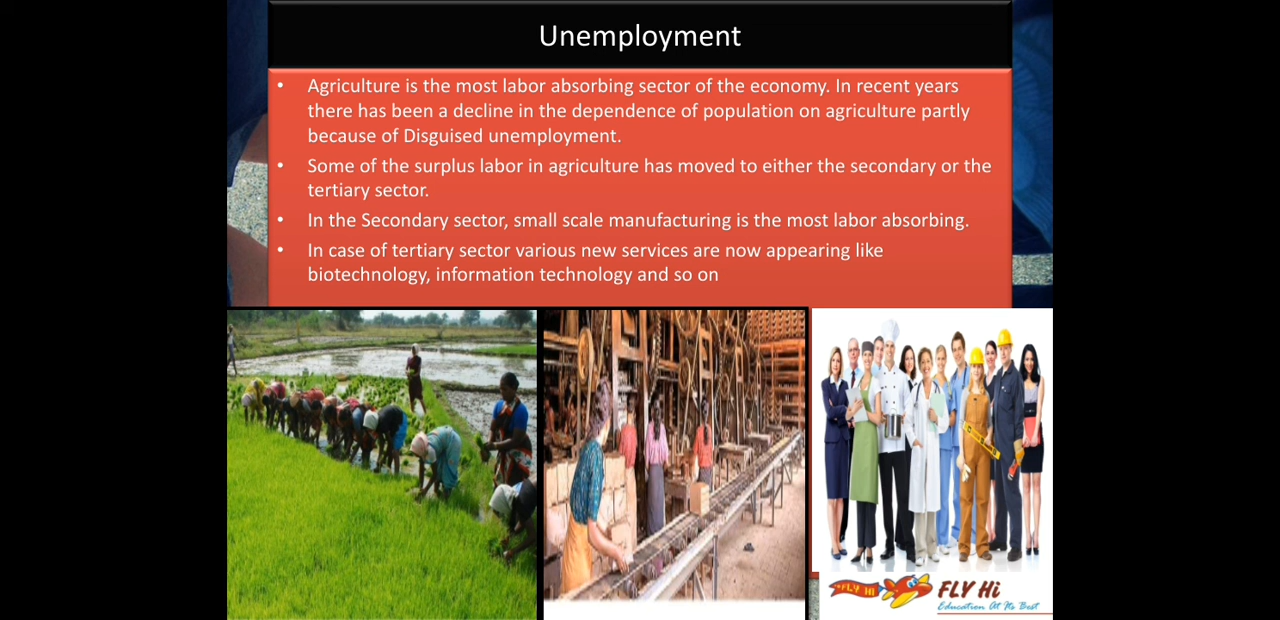 Unemployment
• Agriculture is the most labor absorbing sector of the economy. In recent years
there has been a decline in the dependence of population on agriculture partly
because of Disguised unemployment.
• Some of the surplus labor in agriculture has moved to either the secondary or the
tertiary sector.
• In the Secondary sector, small scale manufacturing is the most labor absorbing.
• In case of tertiary sector various new services are now appearing like
biotechnology, information technology and so on
FLY HI
FLY Hi
Education At Its Best